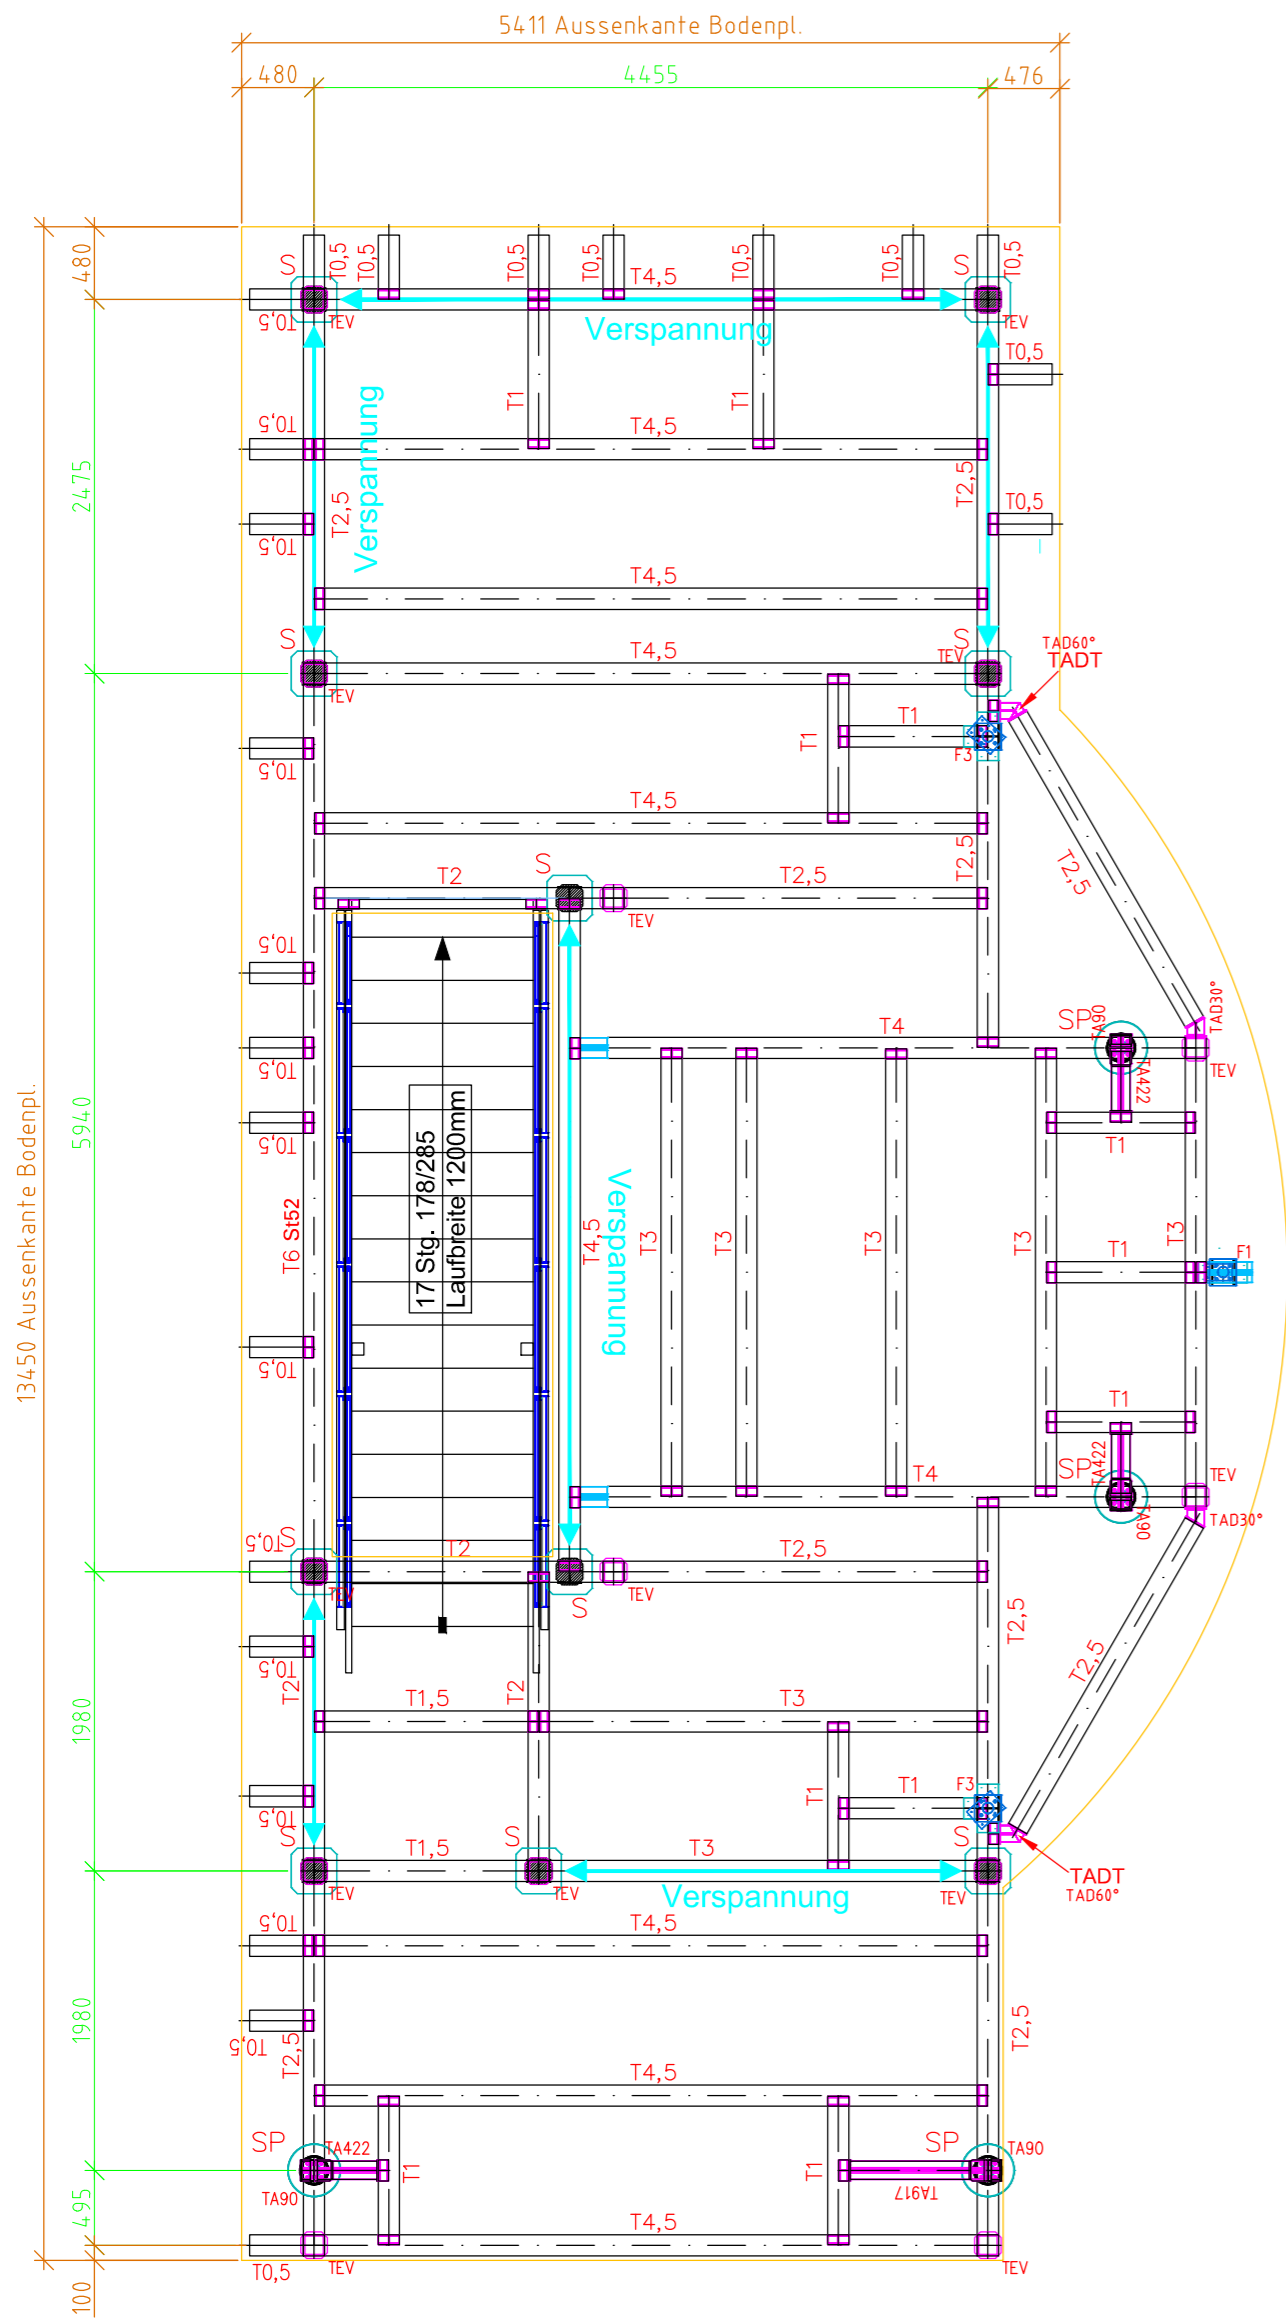 5411 Aussenkante Bodenpl.
480
4455
476
480
T0,5
T0,5
T0,5
T0,5
T0,5
T0,5
T0,5
S
T4,5
S
T0,5
TEV
Verspannung
TEV
T0,5
Verspannung
T1
T1
T0,5
T4,5
2475
T2,5
T2,5
T0,5
T0,5
T4,5
S
T4,5
S
TEV
TEV
TAD60°
TADT
T1
T1
F3
T0,5
T4,5
T2,5
T2,5
T2
S
T2,5
TEV
T0,5
T4
SP
TA90
TAD30°
T0,5
TEV
TA422
5940
T0,5
T1
13450 Aussenkante Bodenpl.
T6 St52
17 Stg. 178/285
Laufbreite 1200mm
T4,5
Verspannung
T3
T3
T3
T3
T3
T1
F1
T0,5
T1
T4
SP
TA422
TEV
TA90
TAD30°
T0,5
S
T2
T2,5
TEV
S
TEV
T0,5
T2
T2
T2,5
T2,5
1980
T1,5
T3
T1
T1
F3
T0,5
S
T1,5
S
T3
S
TEV
TEV
TEV
TADT
TAD60°
Verspannung
T0,5
T4,5
1980
T0,5
T2,5
T2,5
T4,5
SP
TA422
SP
TA90
TA90
T1
T1
TA917
495
T4,5
T0,5
TEV
TEV
100